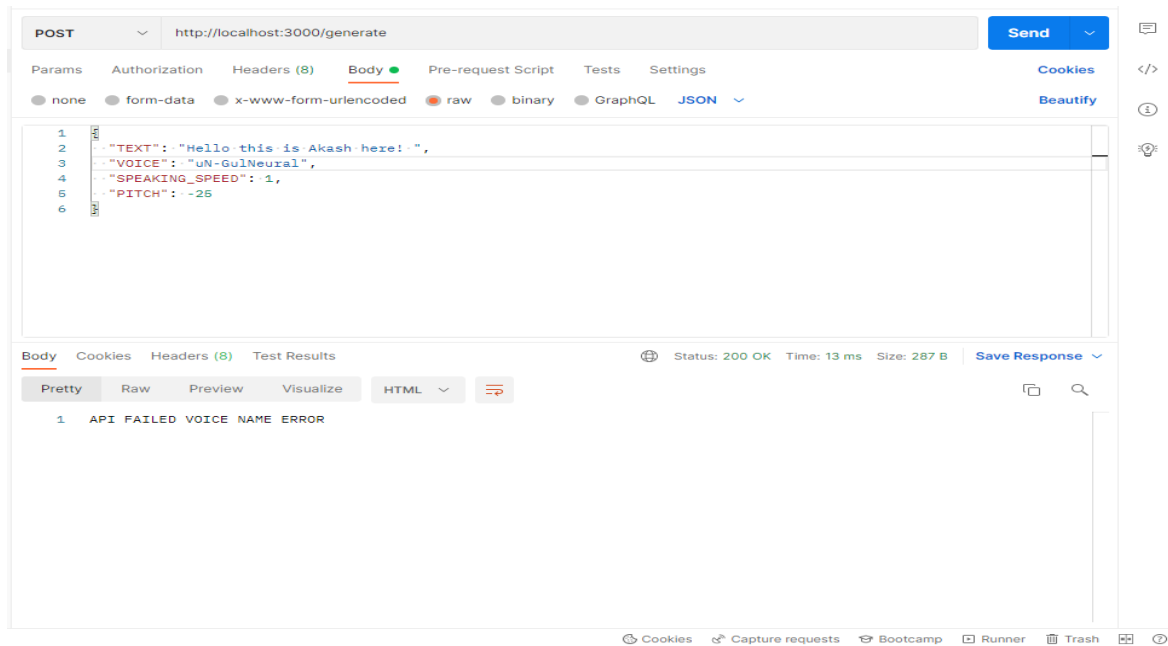 POST http://localhost:3000/generate Send
Params Authorization Headers (8) Body Pre-request Script Tests Settings Cookies
none form-data x-www-form-urlencoded raw binary GraphQL JSON Beautify
1 {
2 "TEXT": "Hello this is Akash here! ",
3 "VOICE": "uN-GulNeural",
4 "SPEAKING_SPEED": 1,
5 "PITCH": -25
6 }
Body Cookies Headers (8) Test Results Status: 200 OK Time: 13 ms Size: 287 B Save Response
Pretty Raw Preview Visualize HTML
1 API FAILED VOICE NAME ERROR
Cookies Capture requests Bootcamp Runner Trash